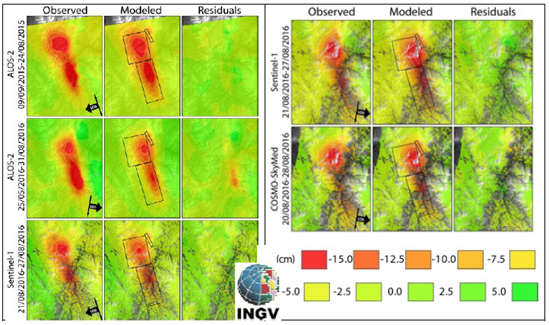 Observed Modeled Residuals
ALOS-2
09/09/2015-24/08/2015
ALOS-2
25/05/2016-31/08/2016
Sentinel-1
21/08/2016-27/08/2016
Observed Modeled Residuals
Sentinel-1
21/08/2016-27/08/2016
COSMO-SkyMed
20/08/2016-28/08/2016
(cm) -15.0 -12.5 -10.0 -7.5
-5.0 -2.5 0.0 2.5 5.0
INGV